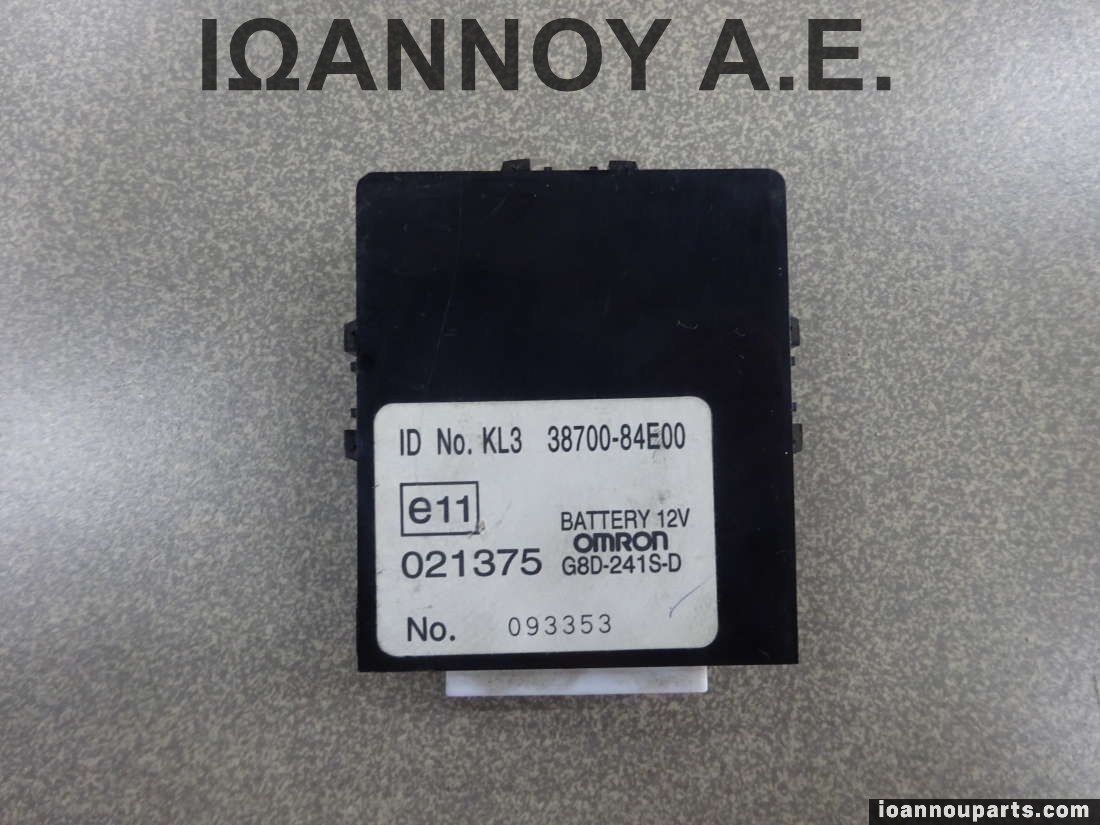 ΙΩΑΝΝΟΥ Α.Ε.
ID No. KL3 38700-84E00
e11
BATTERY 12V
OMRON
021375 G8D-241S-D
No. 093353
ioannouparts.com